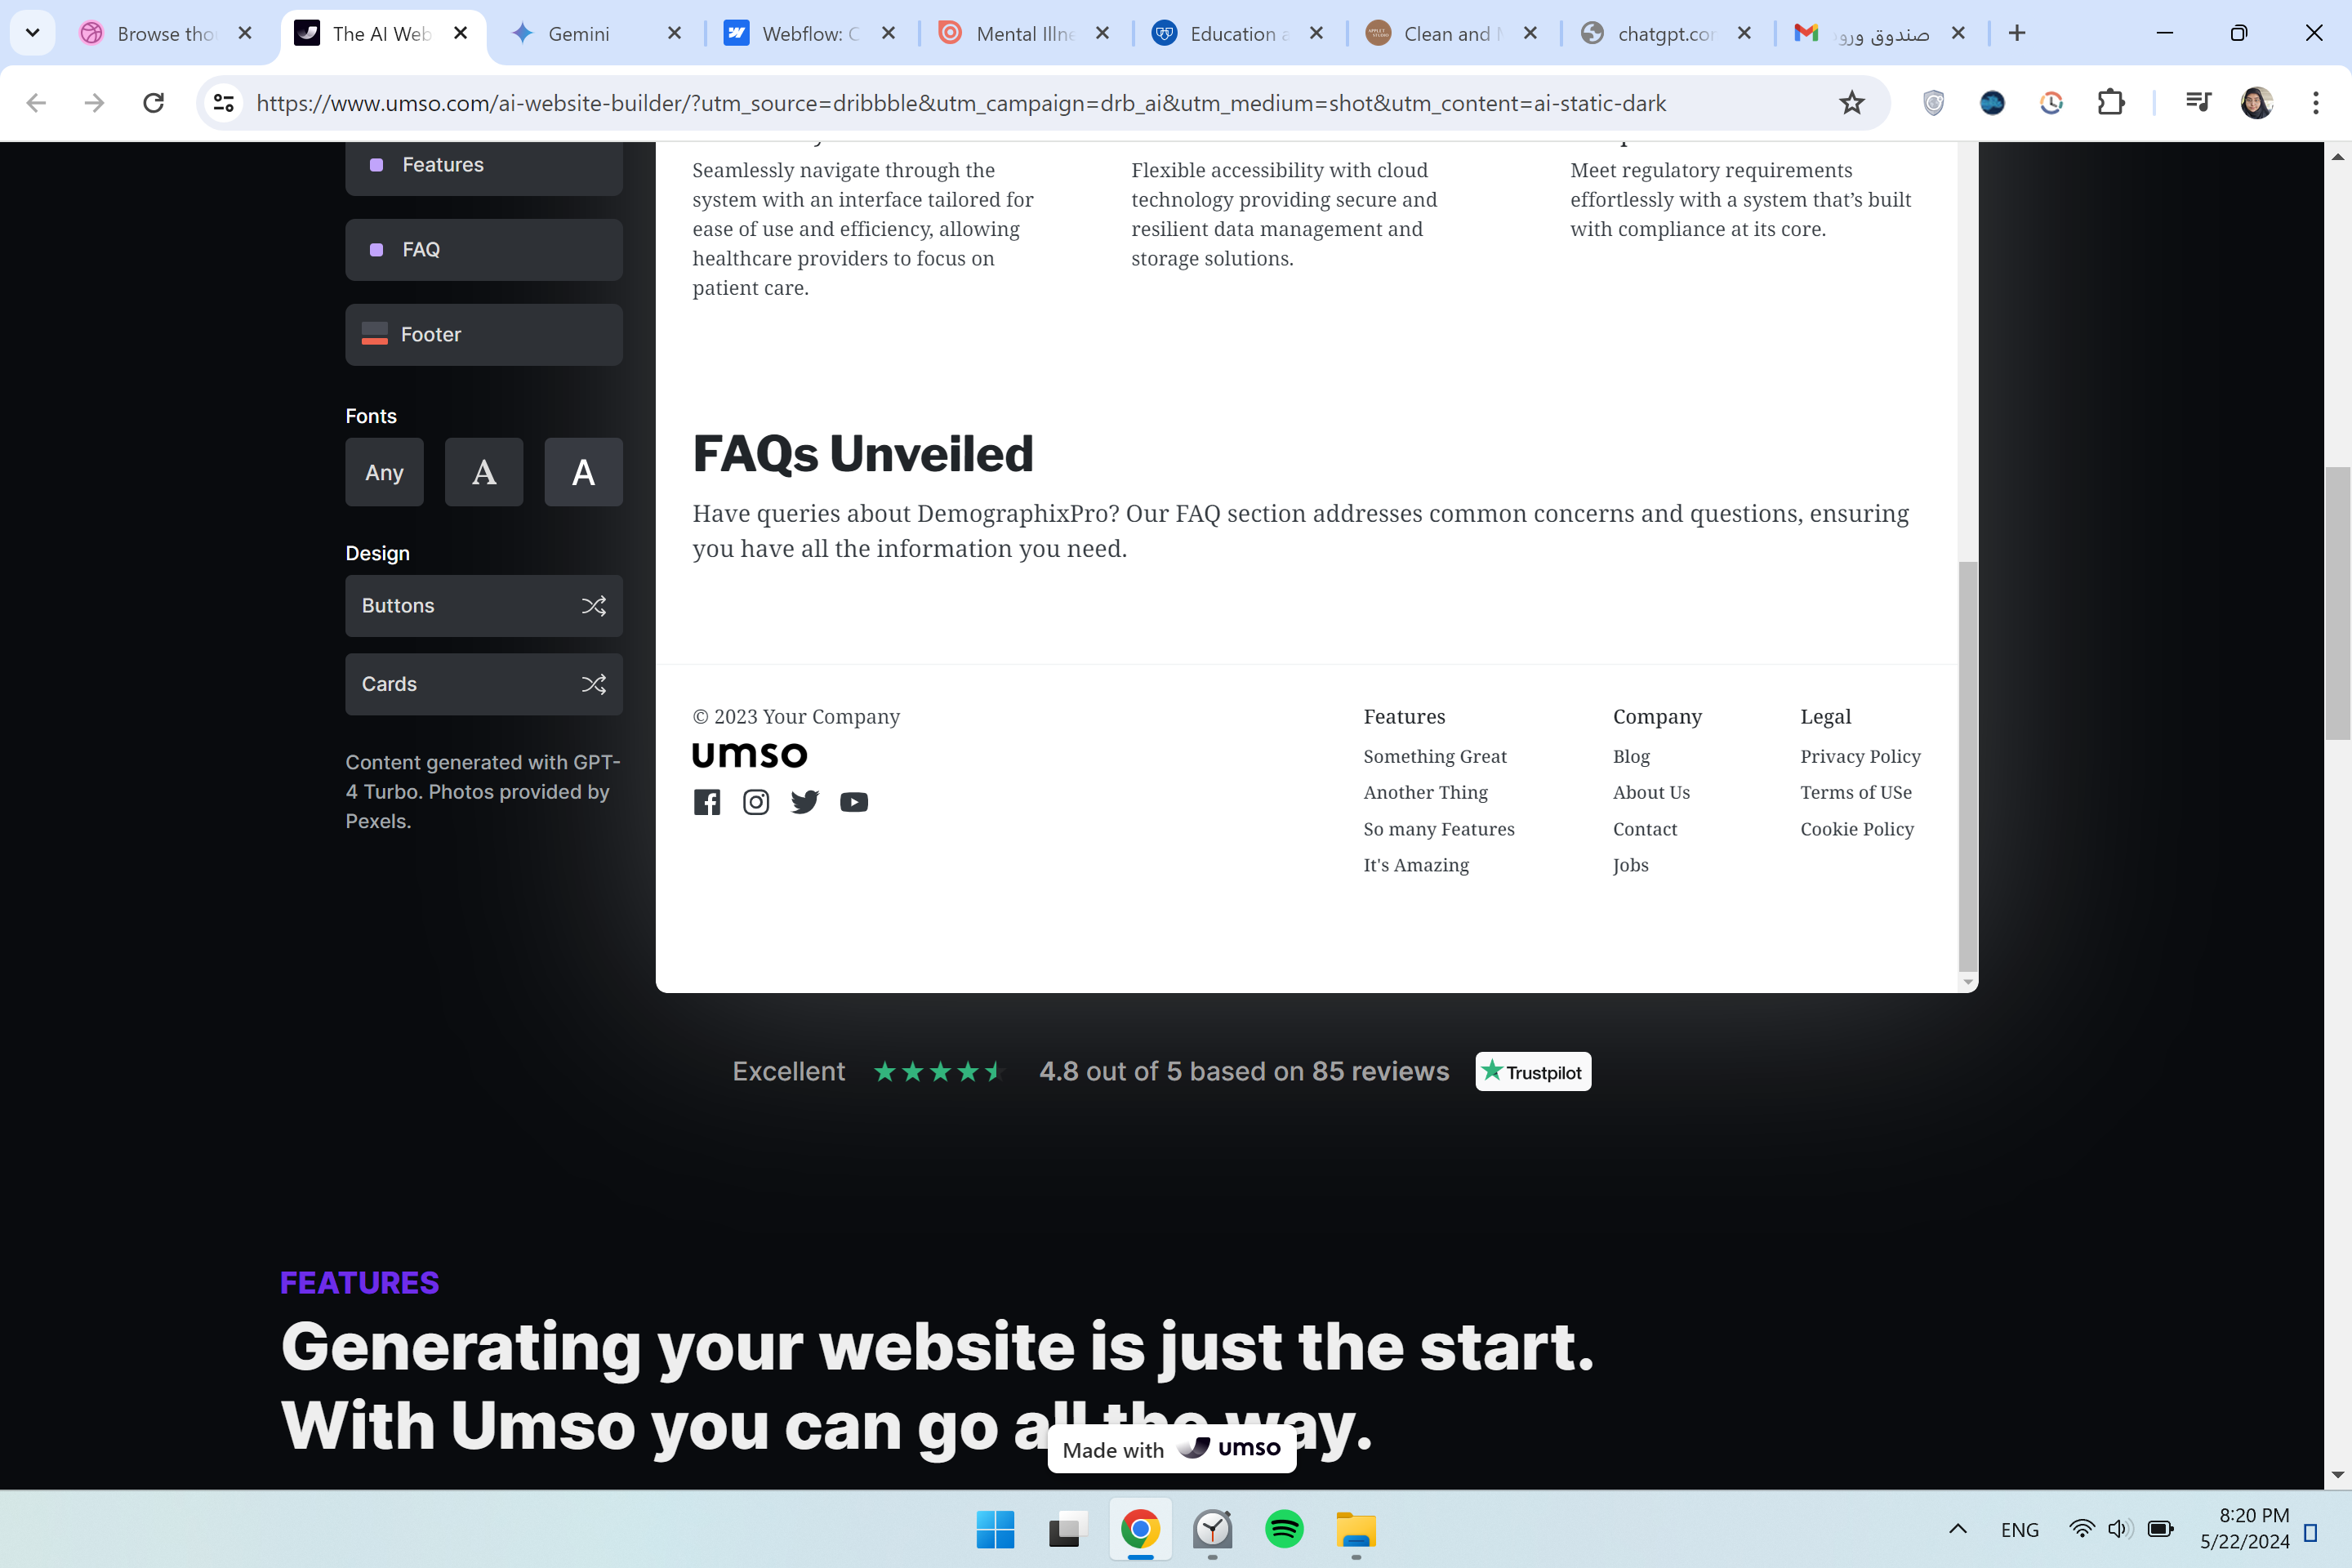 Browse tho
The AI Web
Gemini
Webflow: C
Mental Illne
Education a
Clean and
chatgpt.cor
صندوق ورود
https://www.umso.com/ai-website-builder/?utm_source=dribbble&utm_campaign=drb_ai&utm_medium=shot&utm_content=ai-static-dark
Features
FAQ
Footer
Fonts
Any
A
A
Design
Buttons
Cards
Content generated with GPT-
4 Turbo. Photos provided by
Pexels.
Seamlessly navigate through the
system with an interface tailored for
ease of use and efficiency, allowing
healthcare providers to focus on
patient care.
Flexible accessibility with cloud
technology providing secure and
resilient data management and
storage solutions.
Meet regulatory requirements
effortlessly with a system that’s built
with compliance at its core.
FAQs Unveiled
Have queries about DemographixPro? Our FAQ section addresses common concerns and questions, ensuring
you have all the information you need.
© 2023 Your Company
umso
Features
Something Great
Another Thing
So many Features
It's Amazing
Company
Blog
About Us
Contact
Jobs
Legal
Privacy Policy
Terms of USe
Cookie Policy
Excellent
4.8 out of 5 based on 85 reviews
Trustpilot
FEATURES
Generating your website is just the start.
With Umso you can go all the way.
Made with umso
ENG
8:20 PM
5/22/2024